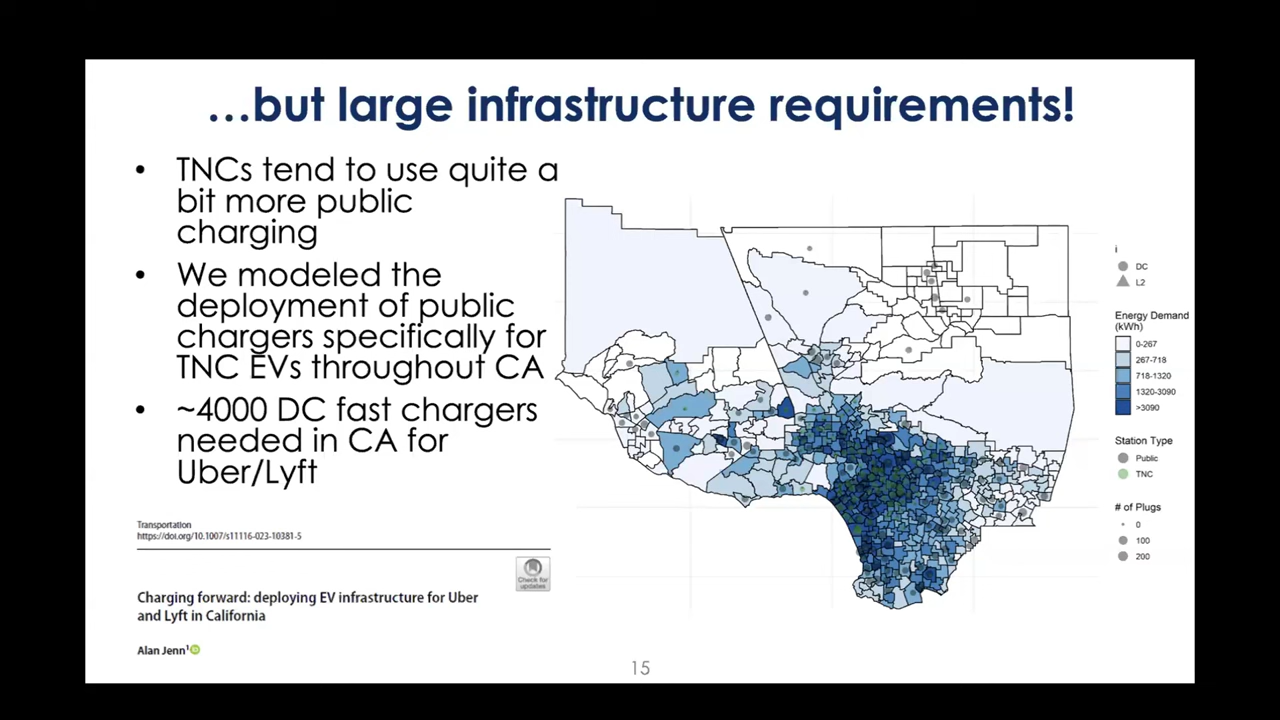 ...but large infrastructure requirements!
• TNCs tend to use quite a
bit more public
charging
• We modeled the
deployment of public
chargers specifically for
TNC EVs throughout CA
• ~4000 DC fast chargers
needed in CA for
Uber/Lyft
Transportation
https://doi.org/10.1007/s11116-023-10381-5
Check for
updates
Charging forward: deploying EV infrastructure for Uber
and Lyft in California
Alan Jenn1
i
DC
L2
Energy Demand
(kWh)
0-267
267-718
718-1320
1320-3090
>3090
Station Type
Public
TNC
# of Plugs
0
100
200
15